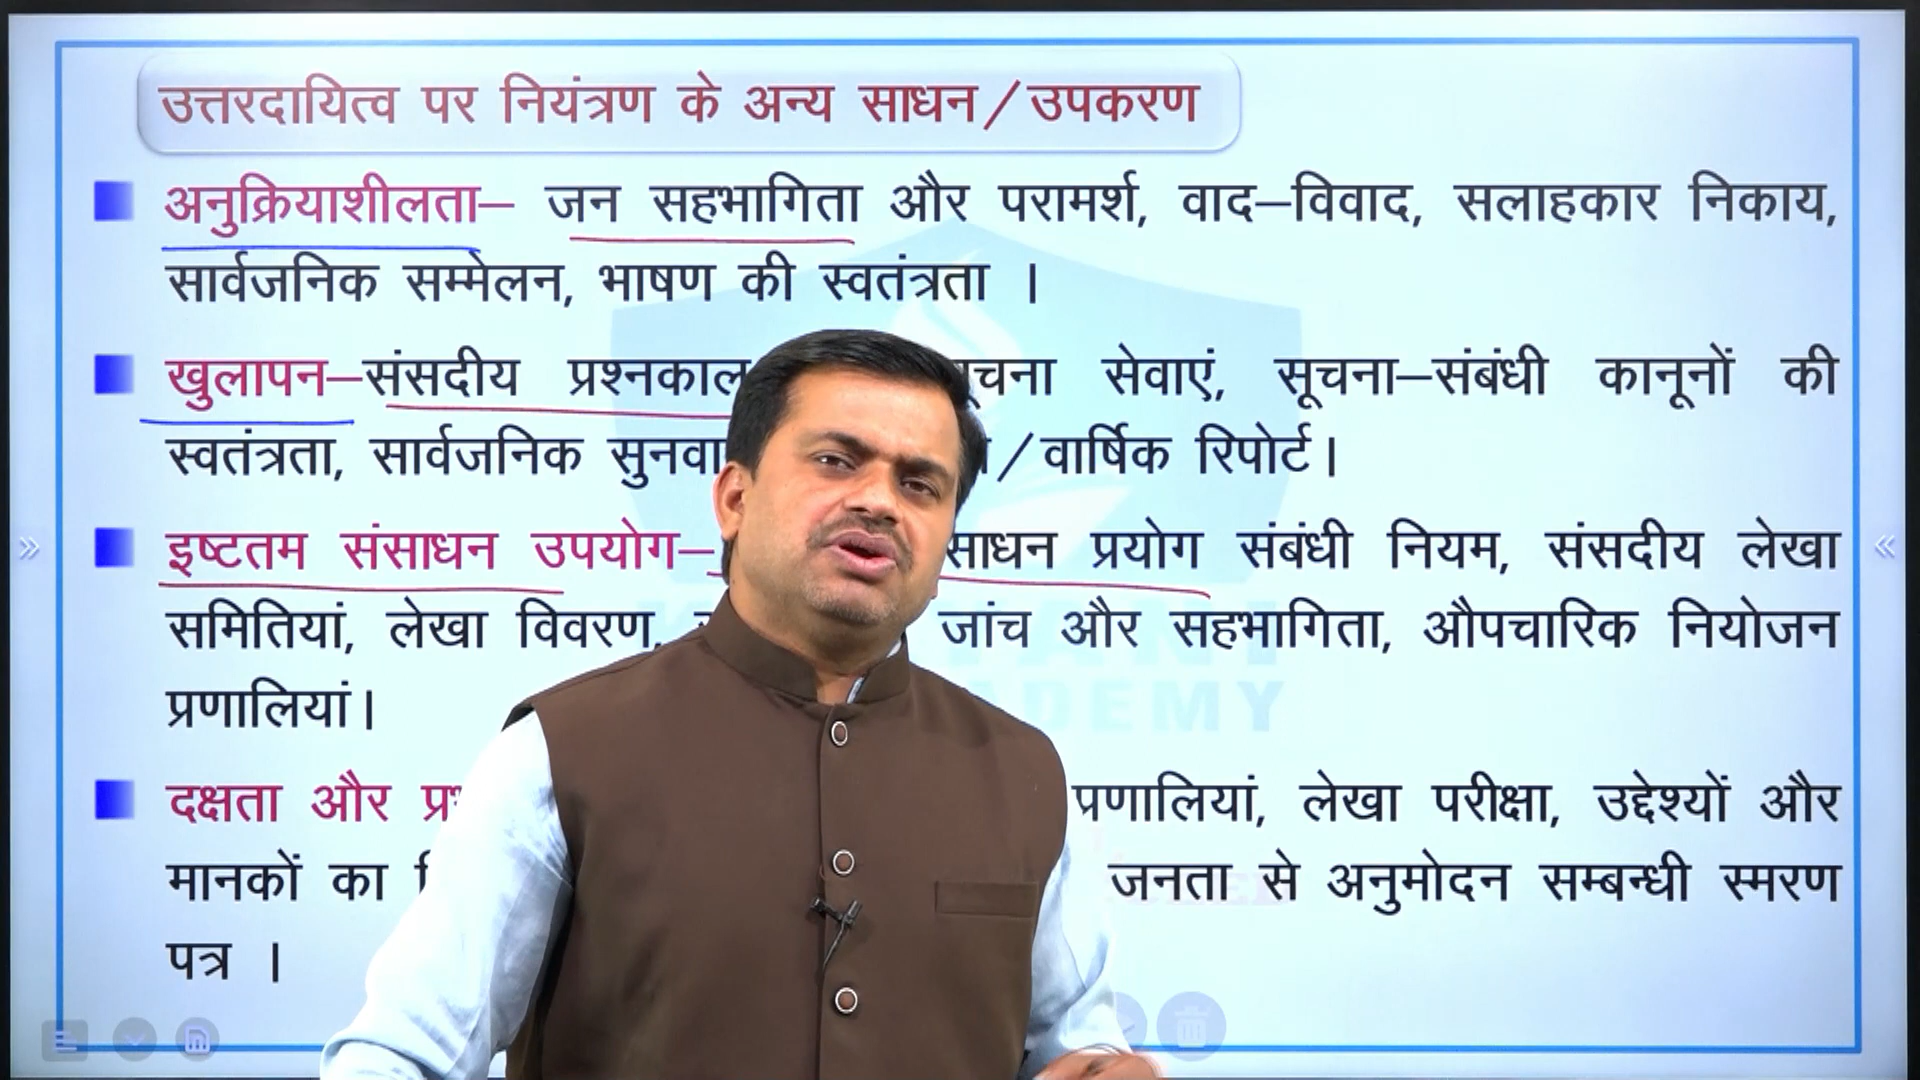 उत्तरदायित्व पर नियंत्रण के अन्य साधन/उपकरण
अनुक्रियाशीलता– जन सहभागिता और परामर्श, वाद–विवाद, सलाहकार निकाय,
सार्वजनिक सम्मेलन, भाषण की स्वतंत्रता ।
खुलापन–संसदीय प्रश्नकाल सेवाएं, सूचना–संबंधी कानूनों की
स्वतंत्रता, सार्वजनिक /वार्षिक रिपोर्ट।
इष्टतम संसाधन उपयोग– प्रयोग संबंधी नियम, संसदीय लेखा
समितियां, लेखा विवरण, जांच और सहभागिता, औपचारिक नियोजन
प्रणालियां।
दक्षता और प्रणालियां, लेखा परीक्षा, उद्देश्यों और
मानकों का जनता से अनुमोदन सम्बन्धी स्मरण
पत्र ।